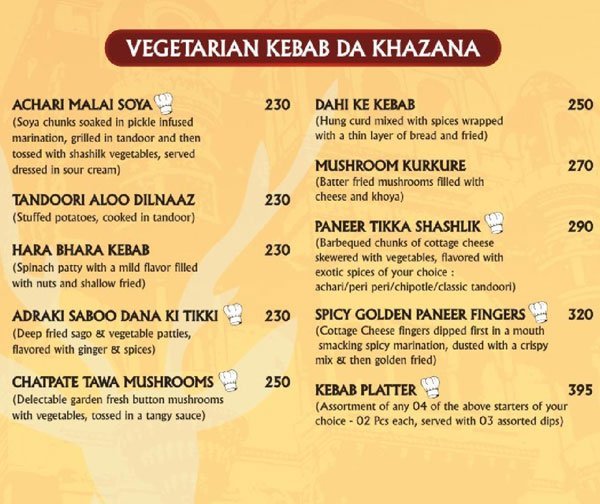 VEGETARIAN KEBAB DA KHAZANA
ACHARI MALAI SOYA 230
(Soya chunks soaked in pickle infused
marination, grilled in tandoor and then
tossed with shashilk vegetables, served
dressed in sour cream)
TANDOORI ALOO DILNAAZ 230
(Stuffed potatoes, cooked in tandoor)
HARA BHARA KEBAB 230
(Spinach patty with a mild flavor filled
with nuts and shallow fried)
ADRAKI SABOO DANA KI TIKKI 230
(Deep fried sago & vegetable patties,
flavored with ginger & spices)
CHATPATE TAWA MUSHROOMS 250
(Delectable garden fresh button mushrooms
with vegetables, tossed in a tangy sauce)
DAHI KE KEBAB 250
(Hung curd mixed with spices wrapped
with a thin layer of bread and fried)
MUSHROOM KURKURE 270
(Batter fried mushrooms filled with
cheese and khoya)
PANEER TIKKA SHASHLIK 290
(Barbequed chunks of cottage cheese
skewered with vegetables, flavored with
exotic spices of your choice :
achari/peri peri/chipotle/classic tandoori)
SPICY GOLDEN PANEER FINGERS 320
(Cottage Cheese fingers dipped first in a mouth
smacking spicy marination, dusted with a crispy
mix & then golden fried)
KEBAB PLATTER 395
(Assortment of any 04 of the above starters of your
choice - 02 Pcs each, served with 03 assorted dips)